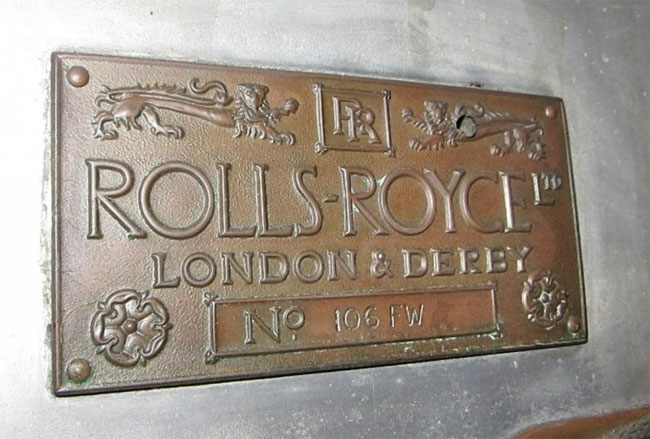 RR
ROLLS-ROYCE LTD
LONDON & DERBY
No 106 FW